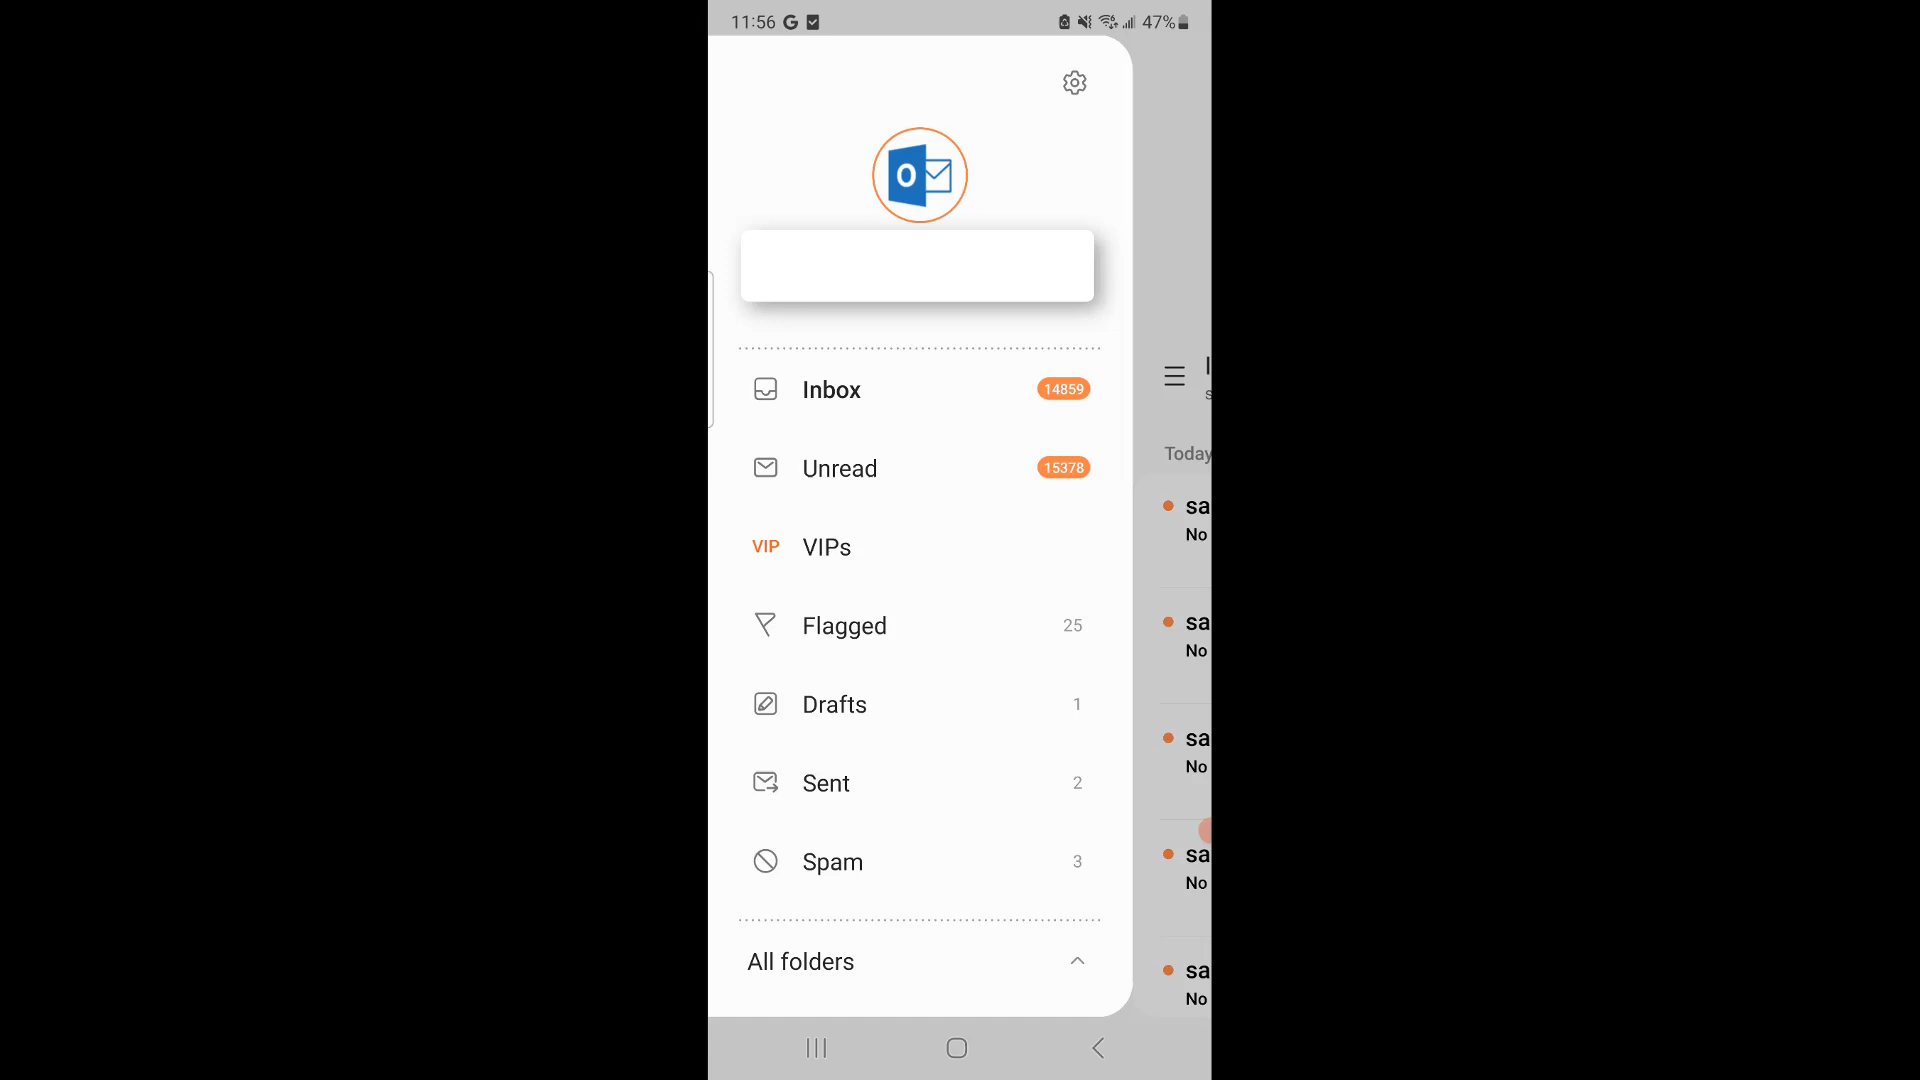 11:56 G 47%
O
Inbox 14859
Unread 15378
VIP VIPs
Flagged 25
Drafts 1
Sent 2
Spam 3
All folders
Today
sa
No
sa
No
sa
No
sa
No
sa
No